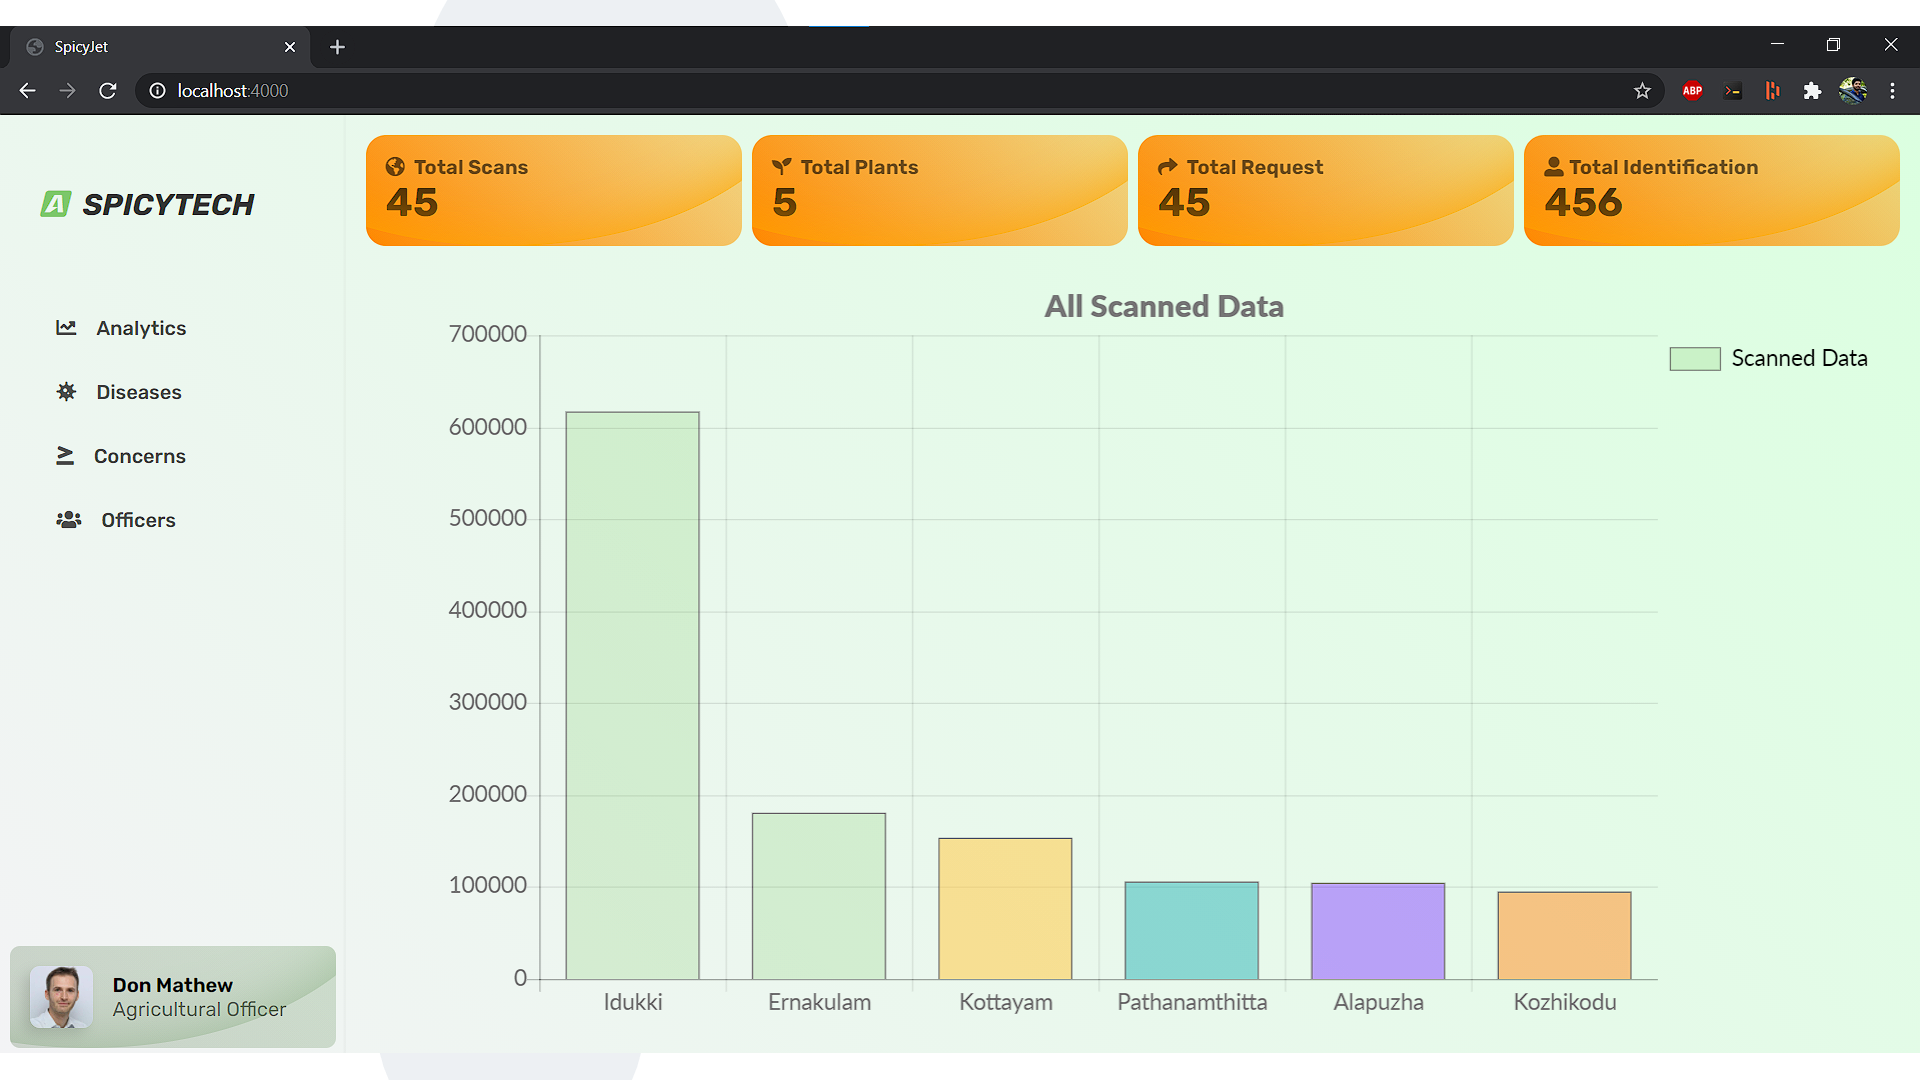 SpicyJet
localhost:4000
ABP
A SPICYTECH
Analytics
Diseases
Concerns
Officers
Don Mathew
Agricultural Officer
Total Scans
45
Total Plants
5
Total Request
45
Total Identification
456
All Scanned Data
Scanned Data
700000
600000
500000
400000
300000
200000
100000
0
Idukki Ernakulam Kottayam Pathanamthitta Alapuzha Kozhikodu